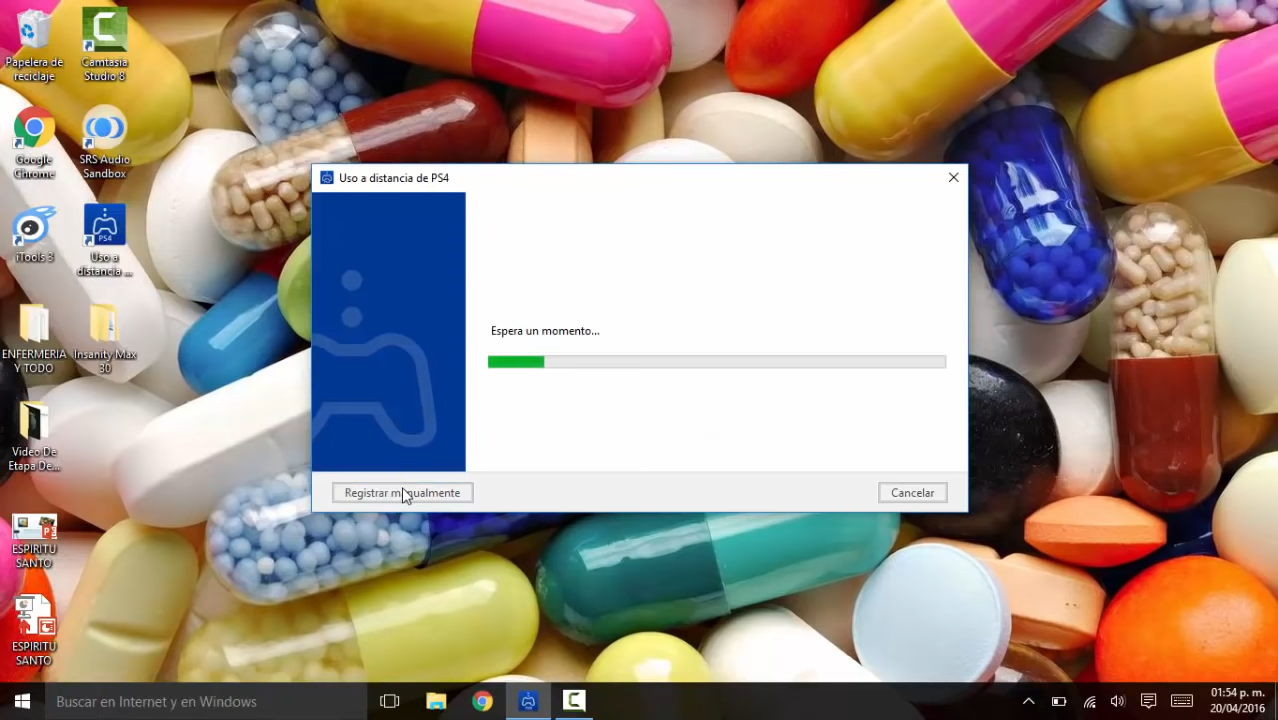 Papelera de
reciclaje
Camtasia
Studio 8
Google
Chrome
SRS Audio
Sandbox
iTools 3
PS4
Uso a
distancia ...
ENFERMERIA
Y TODO
Insanity Max
30
Video De
Etapa De...
ESPIRITU
SANTO
ESPIRITU
SANTO
Uso a distancia de PS4
Espera un momento...
Registrar manualmente
Cancelar
Buscar en Internet y en Windows
01:54 p. m.
20/04/2016